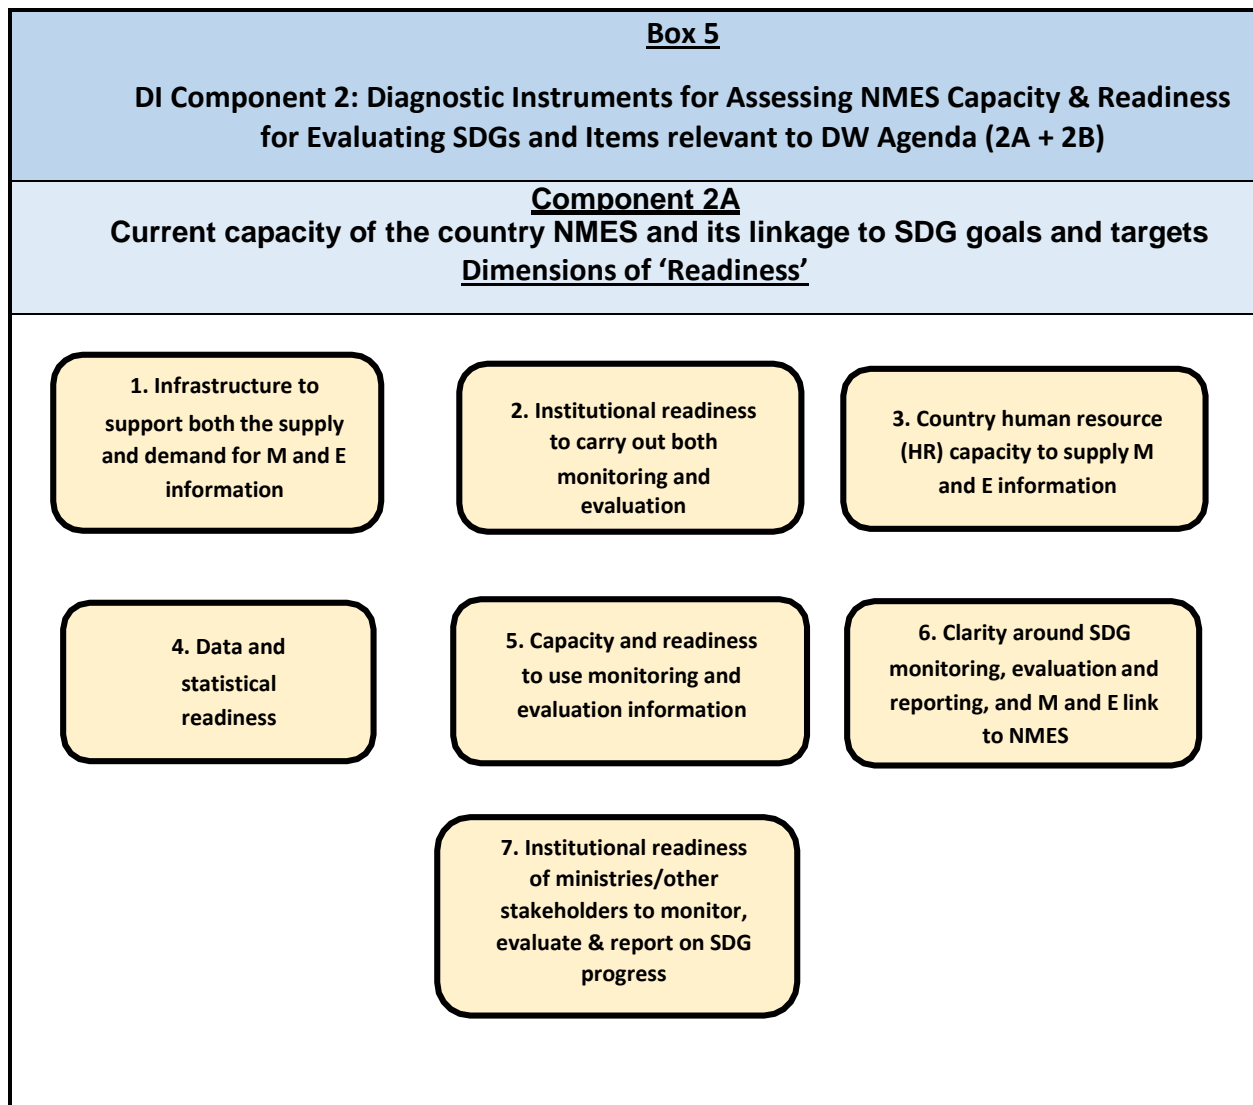 Box 5
DI Component 2: Diagnostic Instruments for Assessing NMES Capacity & Readiness
for Evaluating SDGs and Items relevant to DW Agenda (2A + 2B)
Component 2A
Current capacity of the country NMES and its linkage to SDG goals and targets
Dimensions of ‘Readiness’
1. Infrastructure to
support both the supply
and demand for M and E
information
2. Institutional readiness
to carry out both
monitoring and
evaluation
3. Country human resource
(HR) capacity to supply M
and E information
4. Data and
statistical
readiness
5. Capacity and readiness
to use monitoring and
evaluation information
6. Clarity around SDG
monitoring, evaluation and
reporting, and M and E link
to NMES
7. Institutional readiness
of ministries/other
stakeholders to monitor,
evaluate & report on SDG
progress